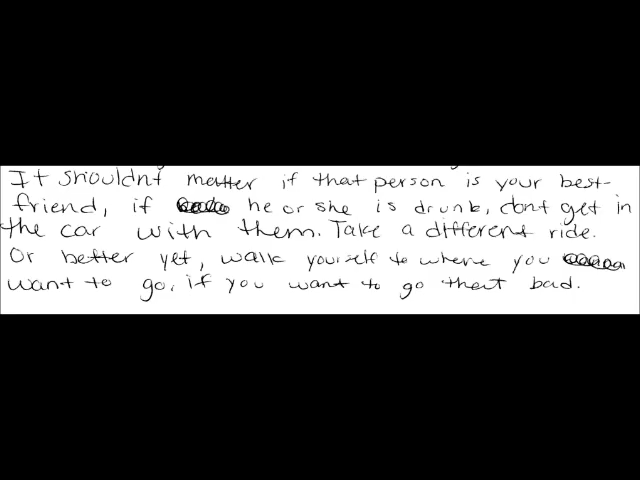 It shouldnt matter if that person is your best-
friend, if he or she is drunk, dont get in
the car with them. Take a different ride.
Or better yet, walk yourself to where you
want to go, if you want to go that bad.